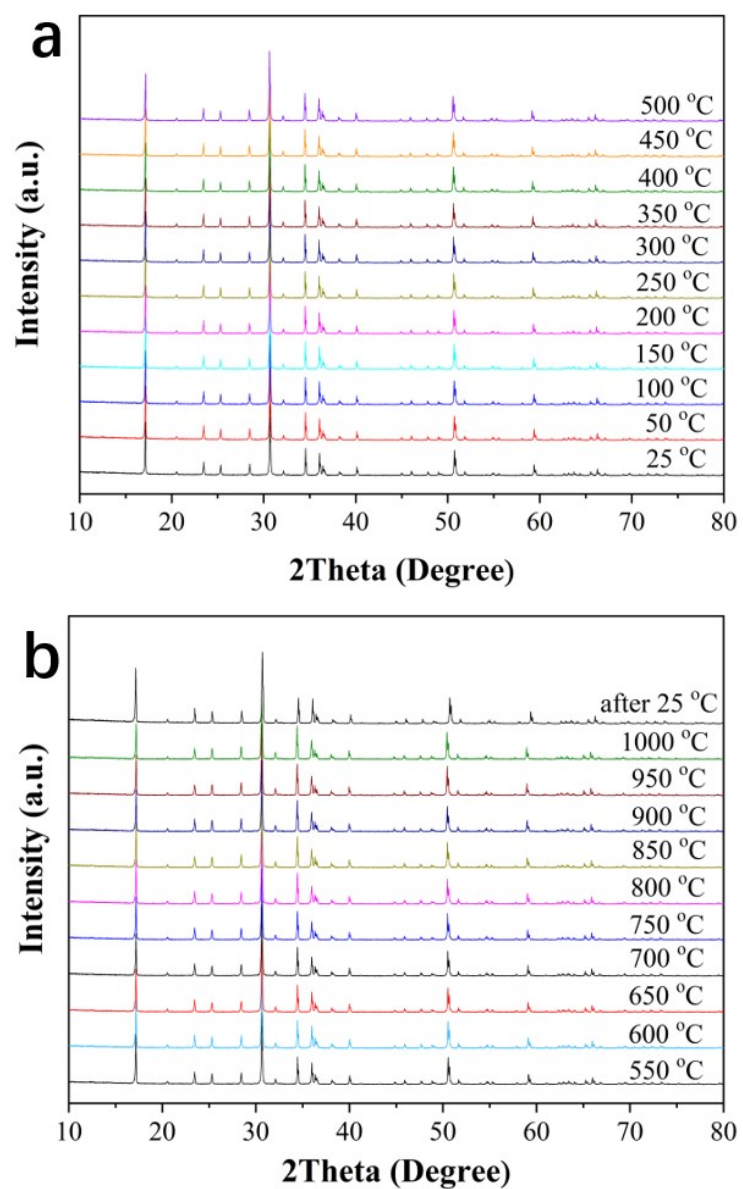 a
500 °C
450 °C
400 °C
350 °C
300 °C
250 °C
200 °C
150 °C
100 °C
50 °C
25 °C
Intensity (a.u.)
10 20 30 40 50 60 70 80
2Theta (Degree)
b
after 25 °C
1000 °C
950 °C
900 °C
850 °C
800 °C
750 °C
700 °C
650 °C
600 °C
550 °C
Intensity (a.u.)
10 20 30 40 50 60 70 80
2Theta (Degree)